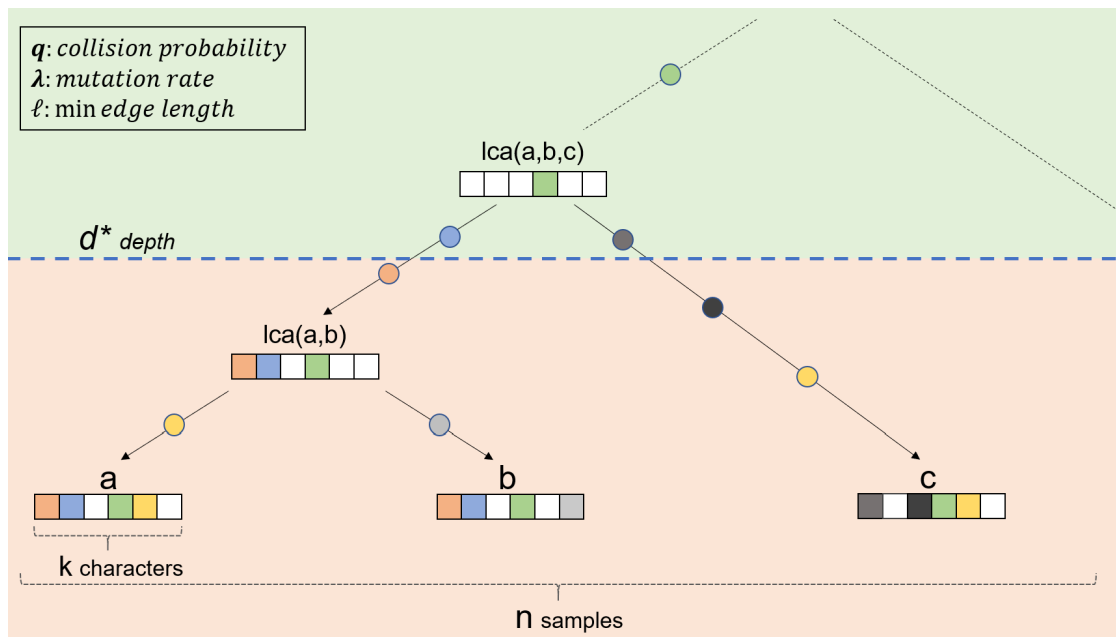 q: collision probability
λ: mutation rate
ℓ: min edge length
lca(a,b,c)
d* depth
lca(a,b)
a
b
c
k characters
n samples